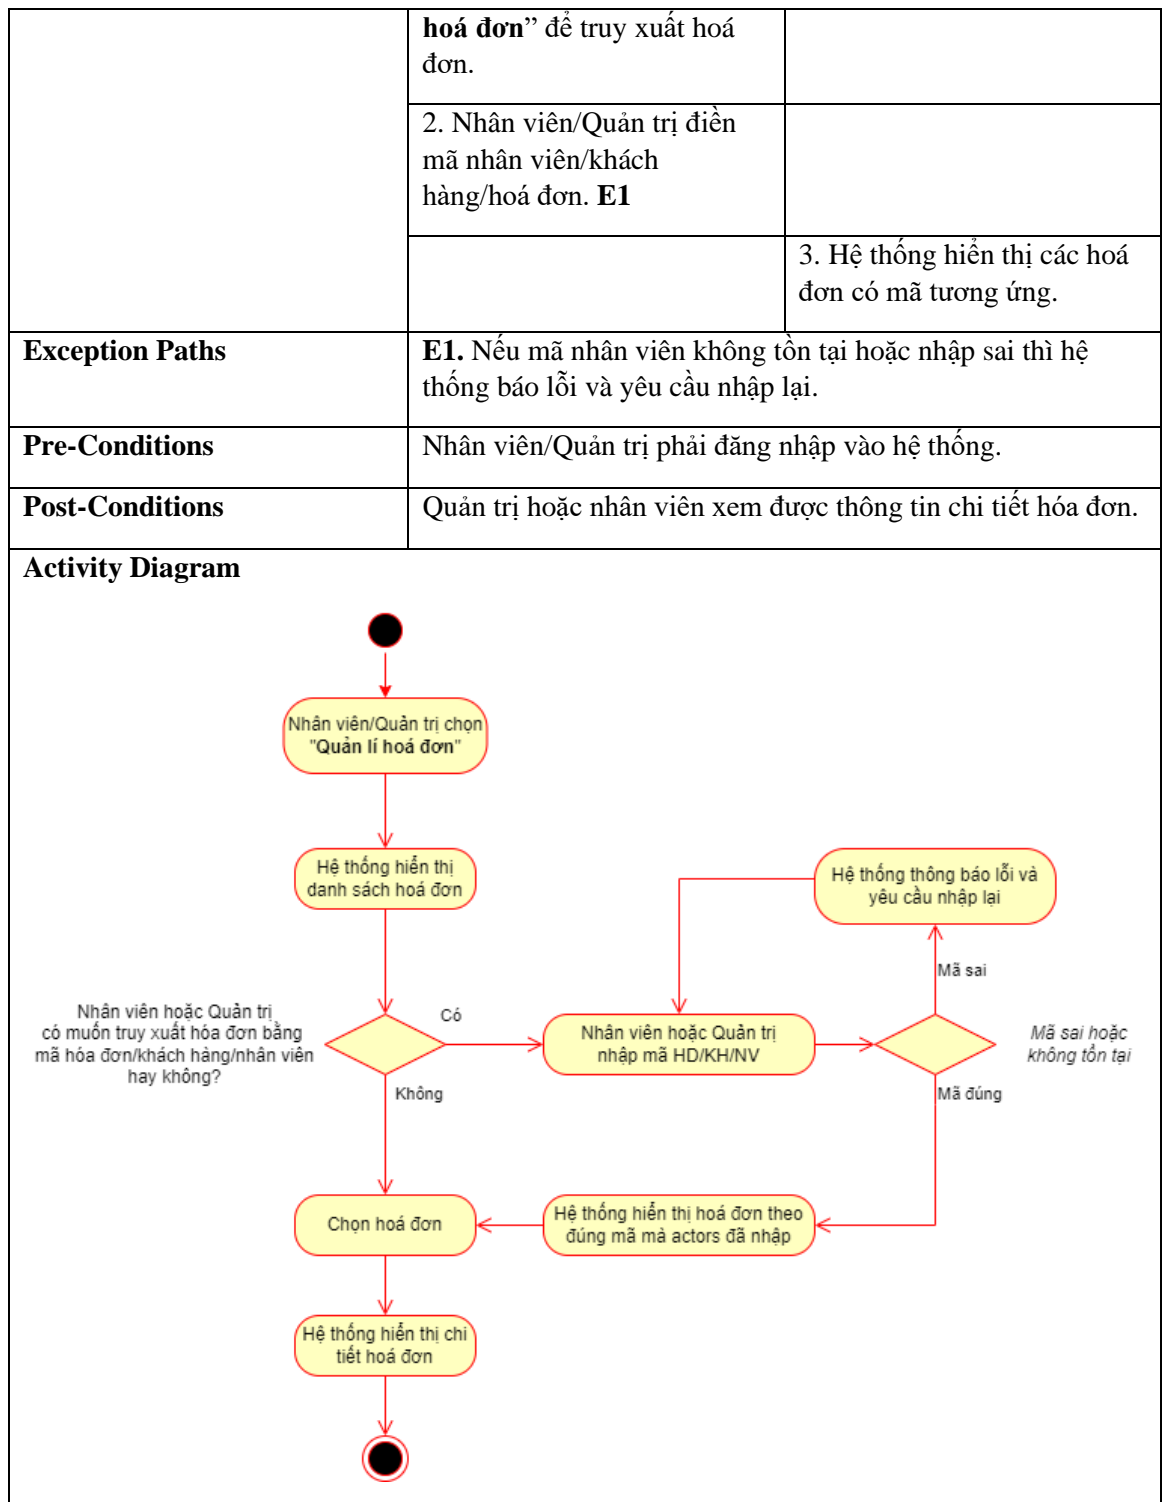 hoá đơn” để truy xuất hoá
đơn.
2. Nhân viên/Quản trị điền
mã nhân viên/khách
hàng/hoá đơn. E1
3. Hệ thống hiển thị các hoá
đơn có mã tương ứng.
Exception Paths
E1. Nếu mã nhân viên không tồn tại hoặc nhập sai thì hệ
thống báo lỗi và yêu cầu nhập lại.
Pre-Conditions
Nhân viên/Quản trị phải đăng nhập vào hệ thống.
Post-Conditions
Quản trị hoặc nhân viên xem được thông tin chi tiết hóa đơn.
Activity Diagram
Nhân viên/Quản trị chọn
"Quản lí hoá đơn"
Hệ thống hiển thị
danh sách hoá đơn
Hệ thống thông báo lỗi và
yêu cầu nhập lại
Mã sai
Nhân viên hoặc Quản trị
có muốn truy xuất hóa đơn bằng
mã hóa đơn/khách hàng/nhân viên
hay không?
Có
Nhân viên hoặc Quản trị
nhập mã HD/KH/NV
Mã sai hoặc
không tồn tại
Không
Mã đúng
Chọn hoá đơn
Hệ thống hiển thị hoá đơn theo
đúng mã mà actors đã nhập
Hệ thống hiển thị chi
tiết hoá đơn